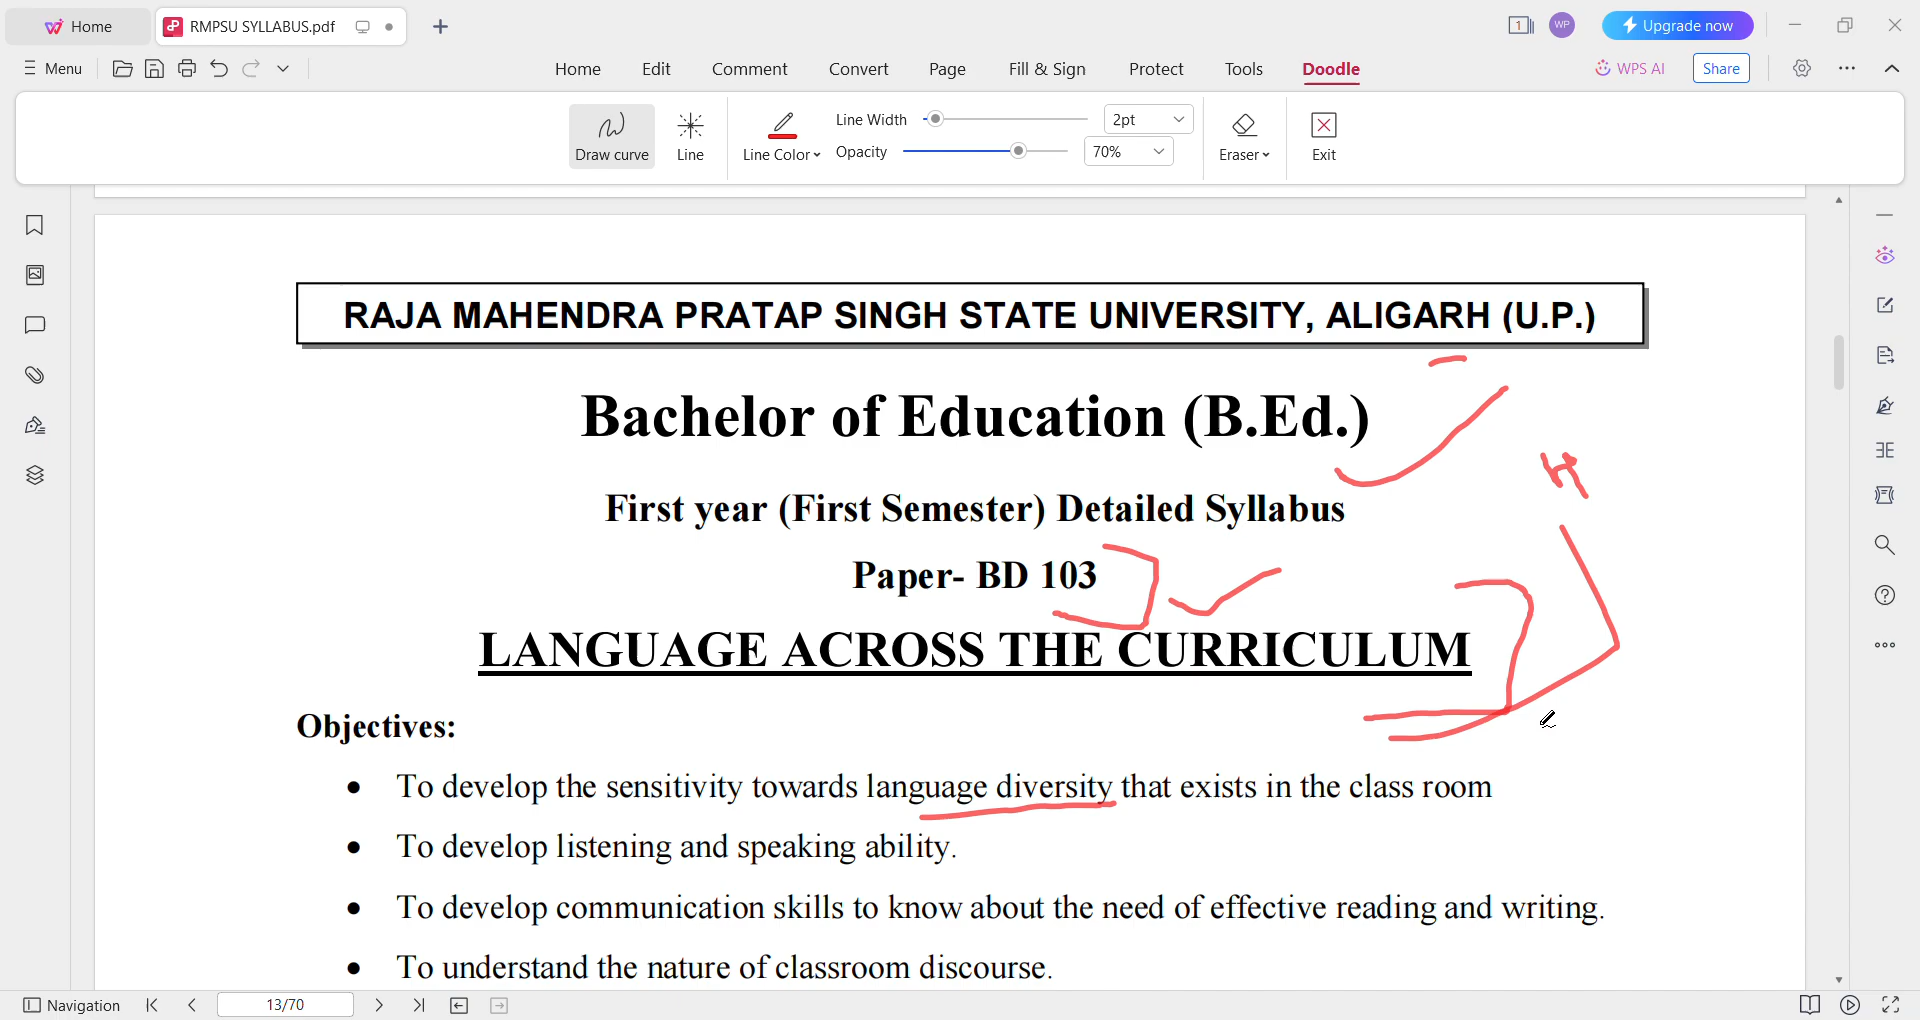 Home
RMPSU SYLLABUS.pdf
1
WP
Upgrade now
Menu
Home Edit Comment Convert Page Fill & Sign Protect Tools Doodle
WPS AI
Share
Draw curve
Line
Line Color
Line Width
2pt
Opacity
70%
Eraser
Exit
RAJA MAHENDRA PRATAP SINGH STATE UNIVERSITY, ALIGARH (U.P.)
Bachelor of Education (B.Ed.)
First year (First Semester) Detailed Syllabus
Paper- BD 103
LANGUAGE ACROSS THE CURRICULUM
Objectives:
• To develop the sensitivity towards language diversity that exists in the class room
• To develop listening and speaking ability.
• To develop communication skills to know about the need of effective reading and writing.
• To understand the nature of classroom discourse.
Navigation
13/70